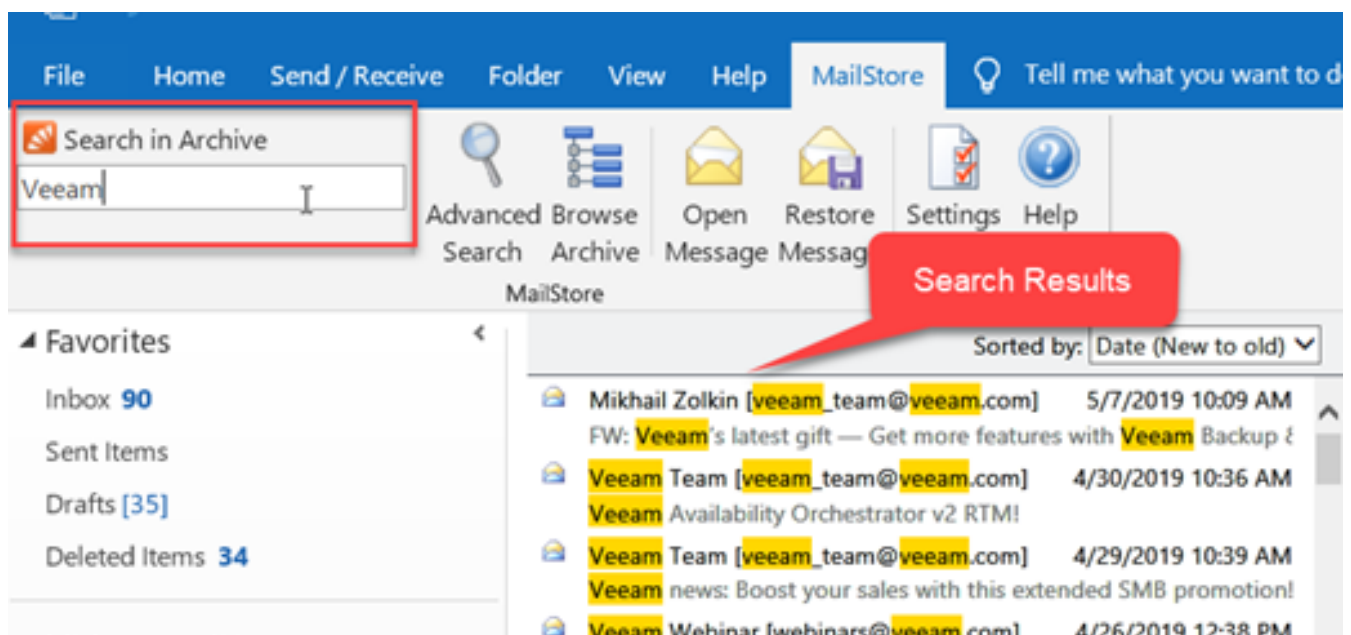 File Home Send / Receive Folder View Help MailStore Tell me what you want to d
Search in Archive
Veeam
Advanced Search
Browse Archive
Open Message
Restore Messag
Settings
Help
MailStore
Search Results
Favorites
Inbox 90
Sent Items
Drafts [35]
Deleted Items 34
Sorted by: Date (New to old)
Mikhail Zolkin [veeam_team@veeam.com] 5/7/2019 10:09 AM
FW: Veeam's latest gift — Get more features with Veeam Backup &
Veeam Team [veeam_team@veeam.com] 4/30/2019 10:36 AM
Veeam Availability Orchestrator v2 RTM!
Veeam Team [veeam_team@veeam.com] 4/29/2019 10:39 AM
Veeam news: Boost your sales with this extended SMB promotion!
Veeam Webinar [webinars@veeam.com] 4/26/2019 12:38 PM